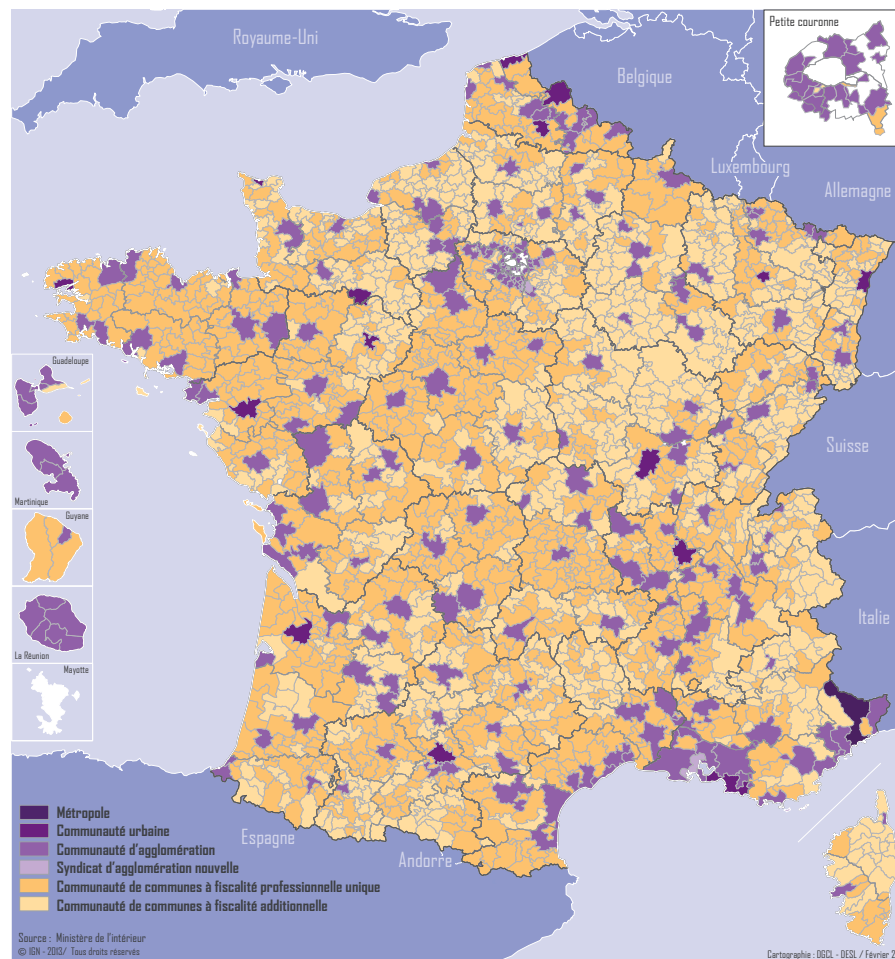 Royaume-Uni
Petite couronne
Belgique
Luxembourg
Allemagne
Guadeloupe
Suisse
Martinique
Guyane
Italie
La Réunion
Mayotte
Métropole
Communauté urbaine
Communauté d'agglomération
Syndicat d'agglomération nouvelle
Communauté de communes à fiscalité professionnelle unique
Communauté de communes à fiscalité additionnelle
Espagne
Andorre
Source : Ministère de l'intérieur
© IGN - 2013/ Tous droits réservés
Cartographie : DGCL - DESL / Février 2